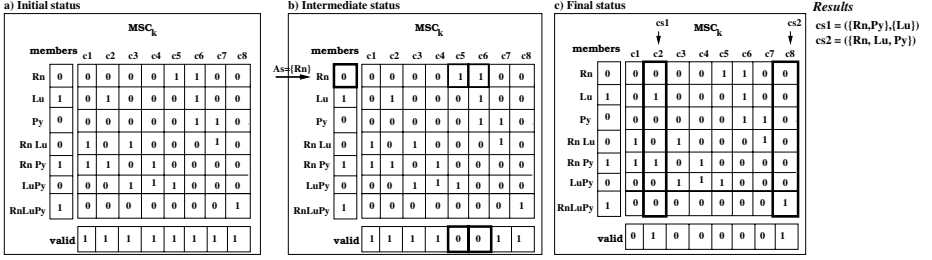 a) Initial status
MSCk
members c1 c2 c3 c4 c5 c6 c7 c8
Rn 0 0 0 0 0 1 1 0 0
Lu 1 0 1 0 0 0 1 0 0
Py 0 0 0 0 0 0 1 1 0
Rn Lu 0 1 0 1 0 0 0 1 0
Rn Py 1 1 1 0 1 0 0 0 0
LuPy 0 0 0 1 1 1 0 0 0
RnLuPy 1 0 0 0 0 0 0 0 1
valid 1 1 1 1 1 1 1 1
b) Intermediate status
MSCk
members c1 c2 c3 c4 c5 c6 c7 c8
As={Rn}
Rn 0 0 0 0 0 1 1 0 0
Lu 1 0 1 0 0 0 1 0 0
Py 0 0 0 0 0 0 1 1 0
Rn Lu 0 1 0 1 0 0 0 1 0
Rn Py 1 1 1 0 1 0 0 0 0
LuPy 0 0 0 1 1 1 0 0 0
RnLuPy 1 0 0 0 0 0 0 0 1
valid 1 1 1 1 0 0 1 1
c) Final status
cs1 MSCk cs2
members c1 c2 c3 c4 c5 c6 c7 c8
Rn 0 0 0 0 0 1 1 0 0
Lu 1 0 1 0 0 0 1 0 0
Py 0 0 0 0 0 0 1 1 0
Rn Lu 0 1 0 1 0 0 0 1 0
Rn Py 1 1 1 0 1 0 0 0 0
LuPy 0 0 0 1 1 1 0 0 0
RnLuPy 1 0 0 0 0 0 0 0 1
valid 0 1 0 0 0 0 0 1
Results
cs1 = ({Rn,Py},{Lu})
cs2 = ({Rn, Lu, Py})